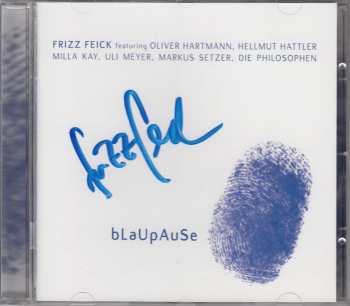 FRIZZ FEICK featuring OLIVER HARTMANN, HELLMUT HATTLER
MILLA KAY, ULI MEYER, MARKUS SETZER, DIE PHILOSOPHEN
bLaUpAuSe